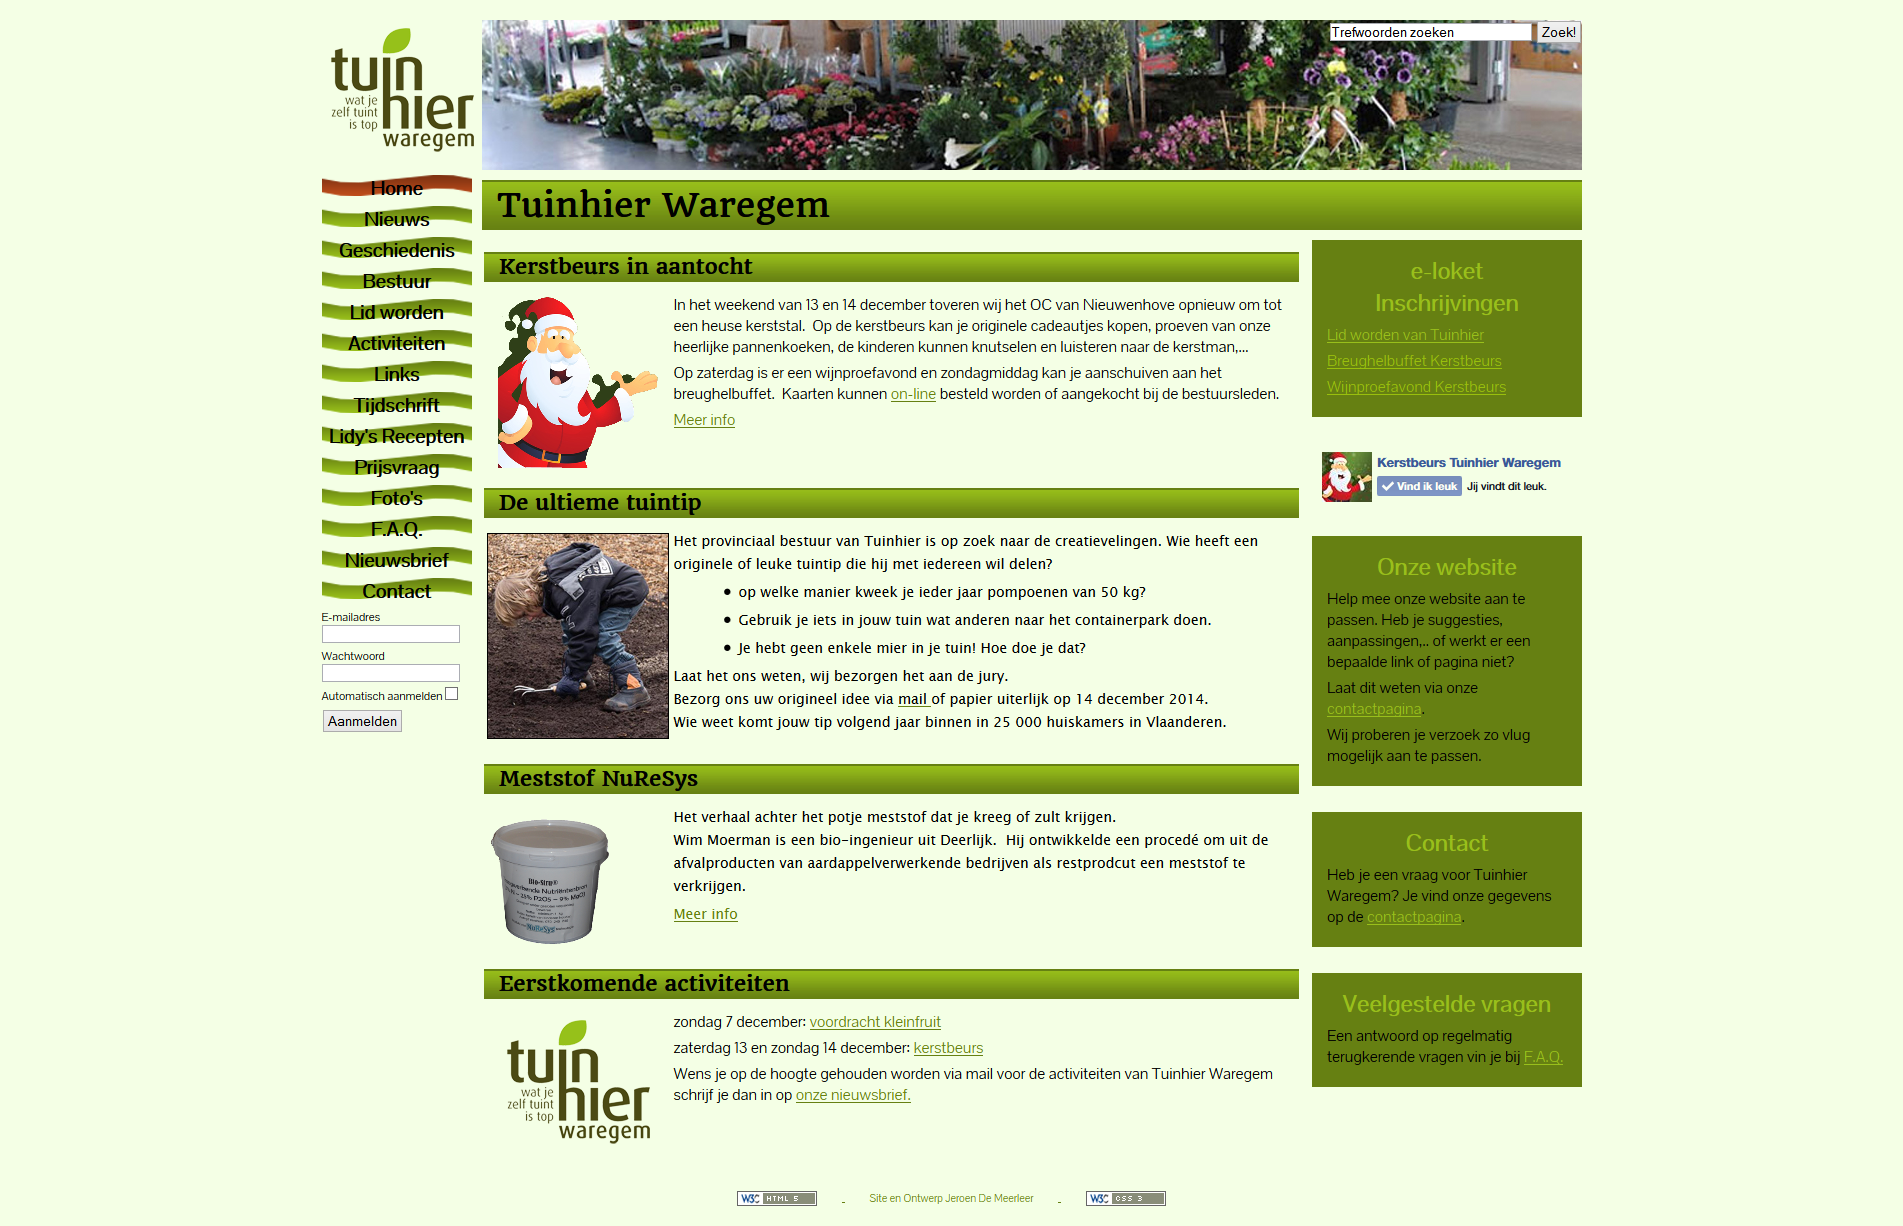 tuin
hier
wat je
zelf tuint
is top
waregem
Trefwoorden zoeken
Zoek!
Home
Nieuws
Geschiedenis
Bestuur
Lid worden
Activiteiten
Links
Tijdschrift
Lidy's Recepten
Prijsvraag
Foto's
F.A.Q.
Nieuwsbrief
Contact
E-mailadres
Wachtwoord
Automatisch aanmelden
Aanmelden
Tuinhier Waregem
Kerstbeurs in aantocht
In het weekend van 13 en 14 december toveren wij het OC van Nieuwenhove opnieuw om tot
een heuse kerststal.  Op de kerstbeurs kan je originele cadeautjes kopen, proeven van onze
heerlijke pannenkoeken, de kinderen kunnen knutselen en luisteren naar de kerstman,...
Op zaterdag is er een wijnproefavond en zondagmiddag kan je aanschuiven aan het
breughelbuffet.  Kaarten kunnen on-line besteld worden of aangekocht bij de bestuursleden.
Meer info
De ultieme tuintip
Het provinciaal bestuur van Tuinhier is op zoek naar de creatievelingen. Wie heeft een
originele of leuke tuintip die hij met iedereen wil delen?
• op welke manier kweek je ieder jaar pompoenen van 50 kg?
• Gebruik je iets in jouw tuin wat anderen naar het containerpark doen.
• Je hebt geen enkele mier in je tuin! Hoe doe je dat?
Laat het ons weten, wij bezorgen het aan de jury.
Bezorg ons uw origineel idee via mail of papier uiterlijk op 14 december 2014.
Wie weet komt jouw tip volgend jaar binnen in 25 000 huiskamers in Vlaanderen.
Meststof NuReSys
Bio-Stru®
P2O5 – 9% MgO
NuReSys
Het verhaal achter het potje meststof dat je kreeg of zult krijgen.
Wim Moerman is een bio-ingenieur uit Deerlijk.  Hij ontwikkelde een procedé om uit de
afvalproducten van aardappelverwerkende bedrijven als restprodcut een meststof te
verkrijgen.
Meer info
Eerstkomende activiteiten
tuin
hier
wat je
zelf tuint
is top
waregem
zondag 7 december: voordracht kleinfruit
zaterdag 13 en zondag 14 december: kerstbeurs
Wens je op de hoogte gehouden worden via mail voor de activiteiten van Tuinhier Waregem
schrijf je dan in op onze nieuwsbrief.
e-loket
Inschrijvingen
Lid worden van Tuinhier
Breughelbuffet Kerstbeurs
Wijnproefavond Kerstbeurs
Kerstbeurs Tuinhier Waregem
Vind ik leuk Jij vindt dit leuk.
Onze website
Help mee onze website aan te
passen. Heb je suggesties,
aanpassingen,.. of werkt er een
bepaalde link of pagina niet?
Laat dit weten via onze
contactpagina.
Wij proberen je verzoek zo vlug
mogelijk aan te passen.
Contact
Heb je een vraag voor Tuinhier
Waregem? Je vind onze gegevens
op de contactpagina.
Veelgestelde vragen
Een antwoord op regelmatig
terugkerende vragen vin je bij F.A.Q.
W3C HTML 5 - Site en Ontwerp Jeroen De Meerleer - W3C CSS 3